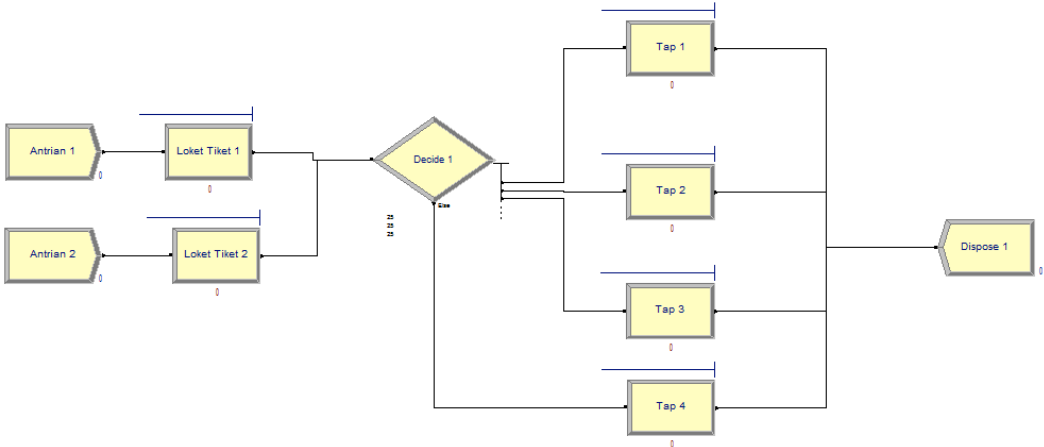 Antrian 1
0
Loket Tiket 1
0
Antrian 2
0
Loket Tiket 2
0
Decide 1
Else
25
25
25
Tap 1
0
Tap 2
0
Tap 3
0
Tap 4
0
Dispose 1
0